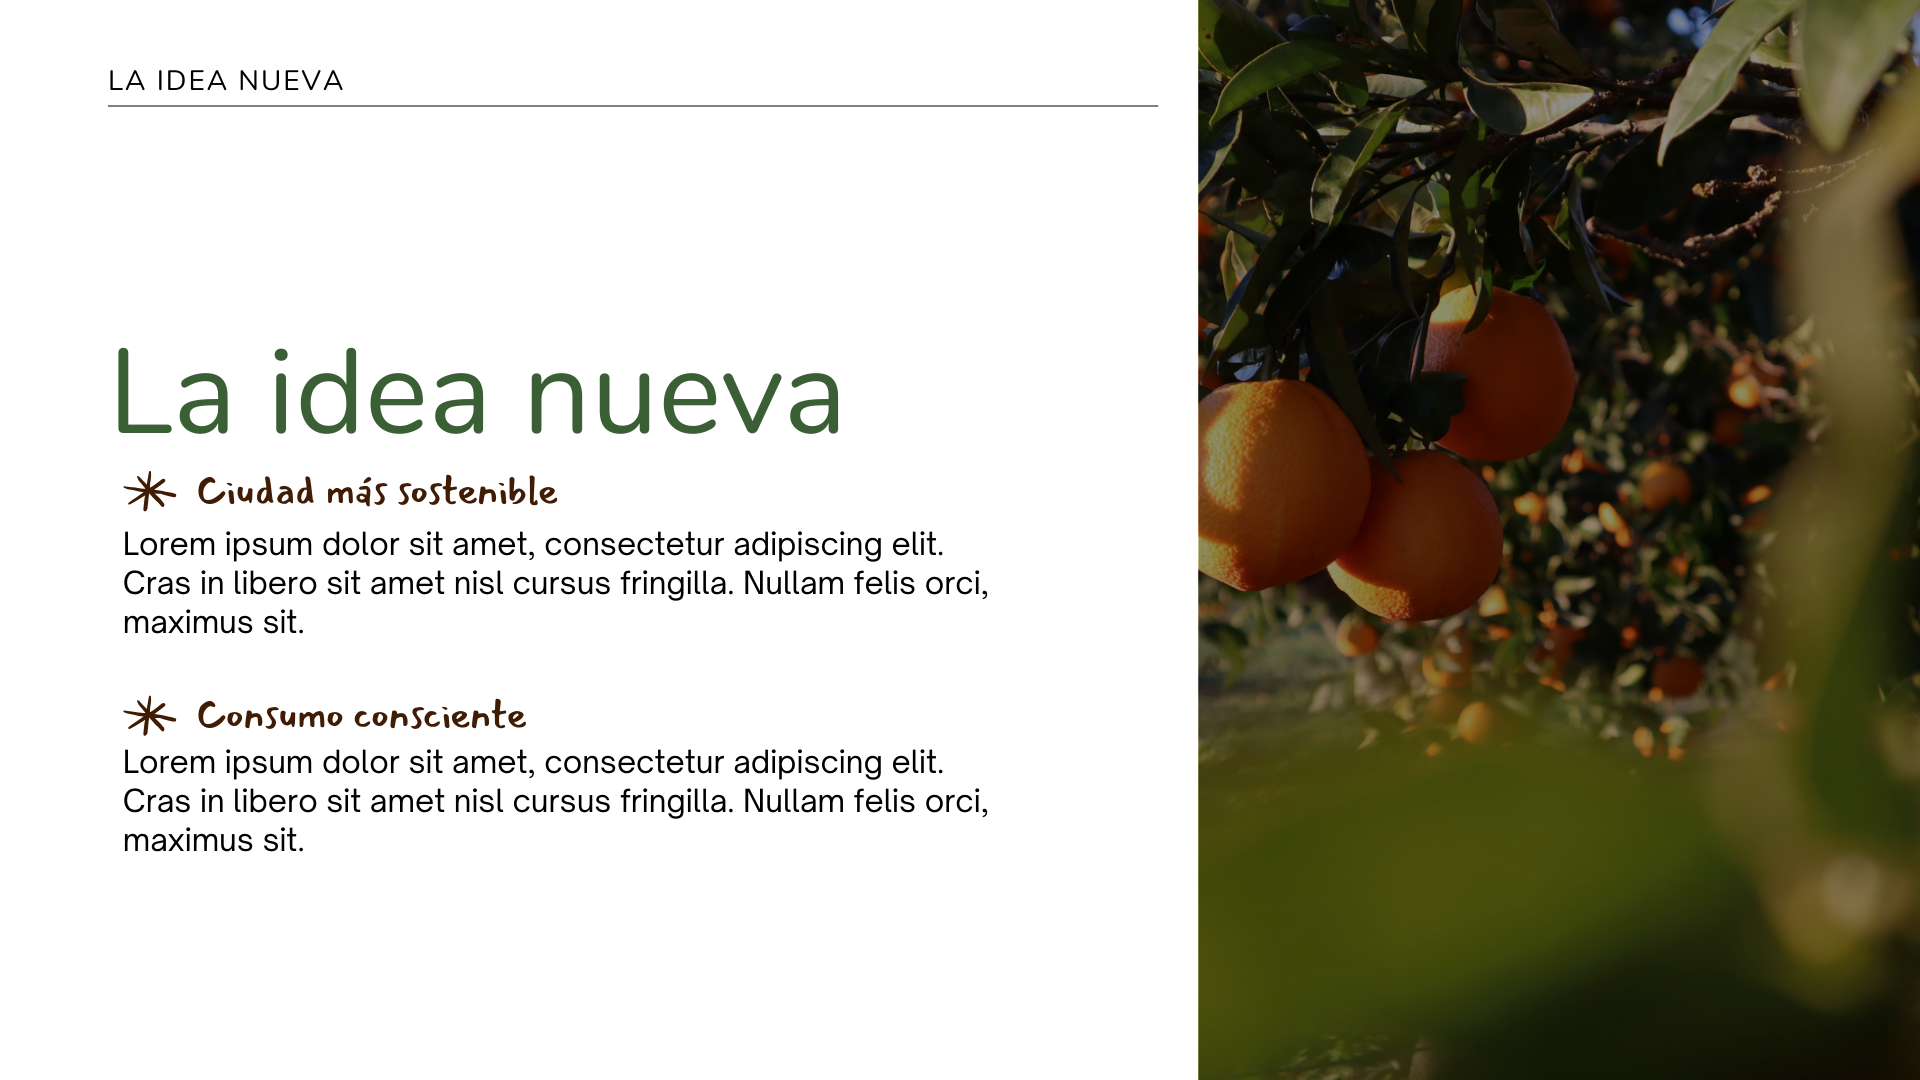 LA IDEA NUEVA
La idea nueva
Ciudad más sostenible
Lorem ipsum dolor sit amet, consectetur adipiscing elit.
Cras in libero sit amet nisl cursus fringilla. Nullam felis orci,
maximus sit.
Consumo consciente
Lorem ipsum dolor sit amet, consectetur adipiscing elit.
Cras in libero sit amet nisl cursus fringilla. Nullam felis orci,
maximus sit.